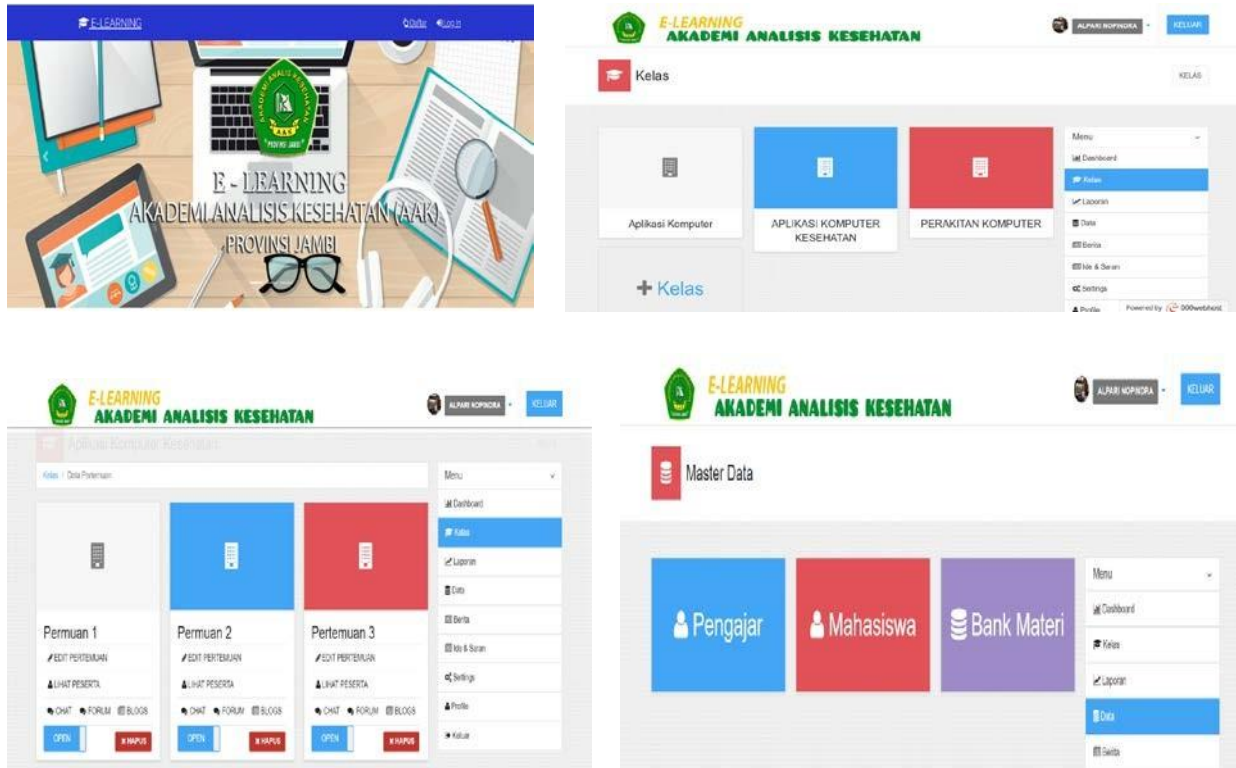 E-LEARNING
Daftar Log In
AKADEMI ANALIS KESEHATAN
AAK
PROVINSI JAMBI
E - LEARNING
AKADEMI ANALISIS KESEHATAN (AAK)
PROVINSI JAMBI
E-LEARNING
AKADEMI ANALISIS KESEHATAN
ALPARI NOPINDRA
KELUAR
Kelas
KELAS
Aplikasi Komputer
APLIKASI KOMPUTER
KESEHATAN
PERAKITAN KOMPUTER
+ Kelas
Menu
Dashboard
Kelas
Laporan
Data
Berita
Ide & Saran
Settings
Profile
Powered by 000webhost
E-LEARNING
AKADEMI ANALISIS KESEHATAN
ALPARI NOPINDRA
KELUAR
Aplikasi Komputer Kesehatan
Kelas / Data Pertemuan
Permuan 1
EDIT PERTEMUAN
LIHAT PESERTA
CHAT FORUM BLOGS
OPEN
HAPUS
Permuan 2
EDIT PERTEMUAN
LIHAT PESERTA
CHAT FORUM BLOGS
OPEN
HAPUS
Pertemuan 3
EDIT PERTEMUAN
LIHAT PESERTA
CHAT FORUM BLOGS
OPEN
HAPUS
Menu
Dashboard
Kelas
Laporan
Data
Berita
Ide & Saran
Settings
Profile
Keluar
E-LEARNING
AKADEMI ANALISIS KESEHATAN
ALPARI NOPINDRA
KELUAR
Master Data
Pengajar
Mahasiswa
Bank Materi
Menu
Dashboard
Kelas
Laporan
Data
Berita